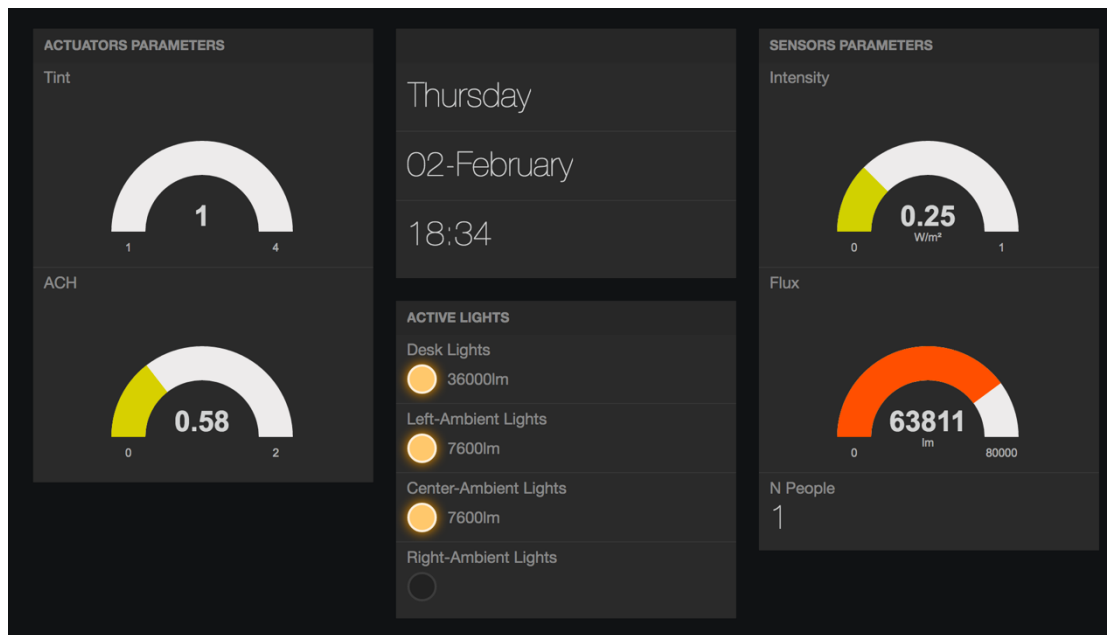 ACTUATORS PARAMETERS
Tint
1
1 4
ACH
0.58
0 2
Thursday
02-February
18:34
ACTIVE LIGHTS
Desk Lights
36000lm
Left-Ambient Lights
7600lm
Center-Ambient Lights
7600lm
Right-Ambient Lights
SENSORS PARAMETERS
Intensity
0.25
W/m²
0 1
Flux
63811
lm
0 80000
N People
1